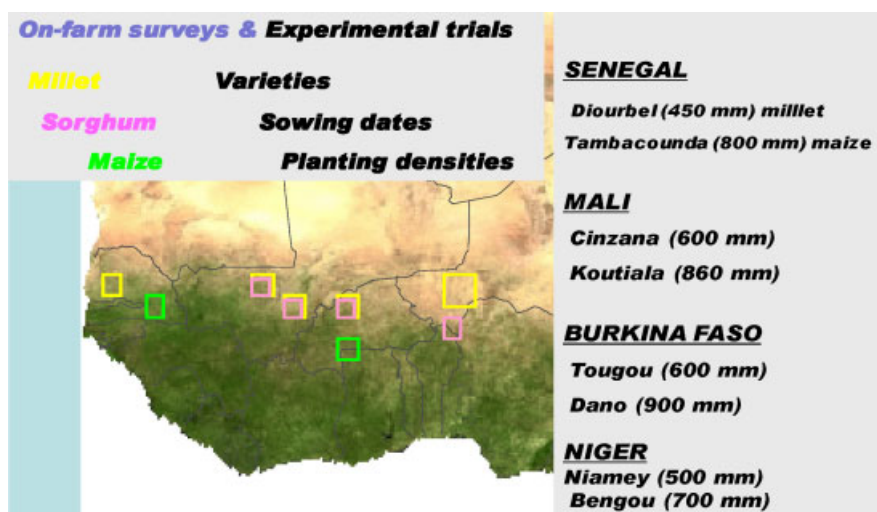 On-farm surveys & Experimental trials
Millet Varieties
Sorghum Sowing dates
Maize Planting densities
SENEGAL
Diourbel (450 mm) milllet
Tambacounda (800 mm) maize
MALI
Cinzana (600 mm)
Koutiala (860 mm)
BURKINA FASO
Tougou (600 mm)
Dano (900 mm)
NIGER
Niamey (500 mm)
Bengou (700 mm)